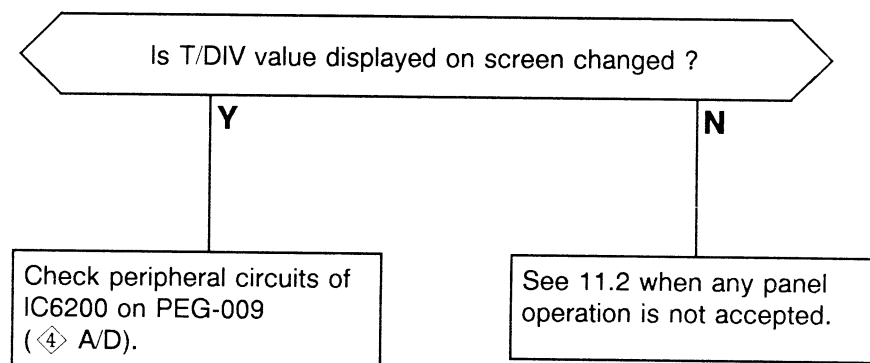 Is T/DIV value displayed on screen changed ?
Y
N
Check peripheral circuits of
IC6200 on PEG-009
(④ A/D).
See 11.2 when any panel
operation is not accepted.